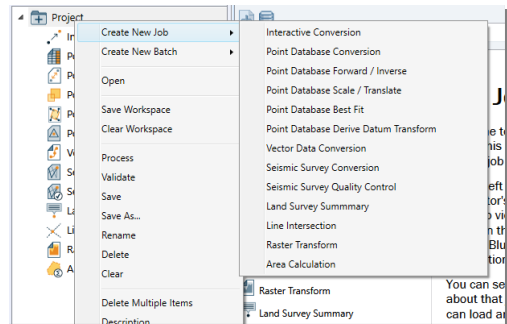 Project
Create New Job
Create New Batch
Open
Save Workspace
Clear Workspace
Process
Validate
Save
Save As...
Rename
Delete
Clear
Delete Multiple Items
Description
Interactive Conversion
Point Database Conversion
Point Database Forward / Inverse
Point Database Scale / Translate
Point Database Best Fit
Point Database Derive Datum Transform
Vector Data Conversion
Seismic Survey Conversion
Seismic Survey Quality Control
Land Survey Summmary
Line Intersection
Raster Transform
Area Calculation
Raster Transform
Land Survey Summary
You can se
about that
can load an